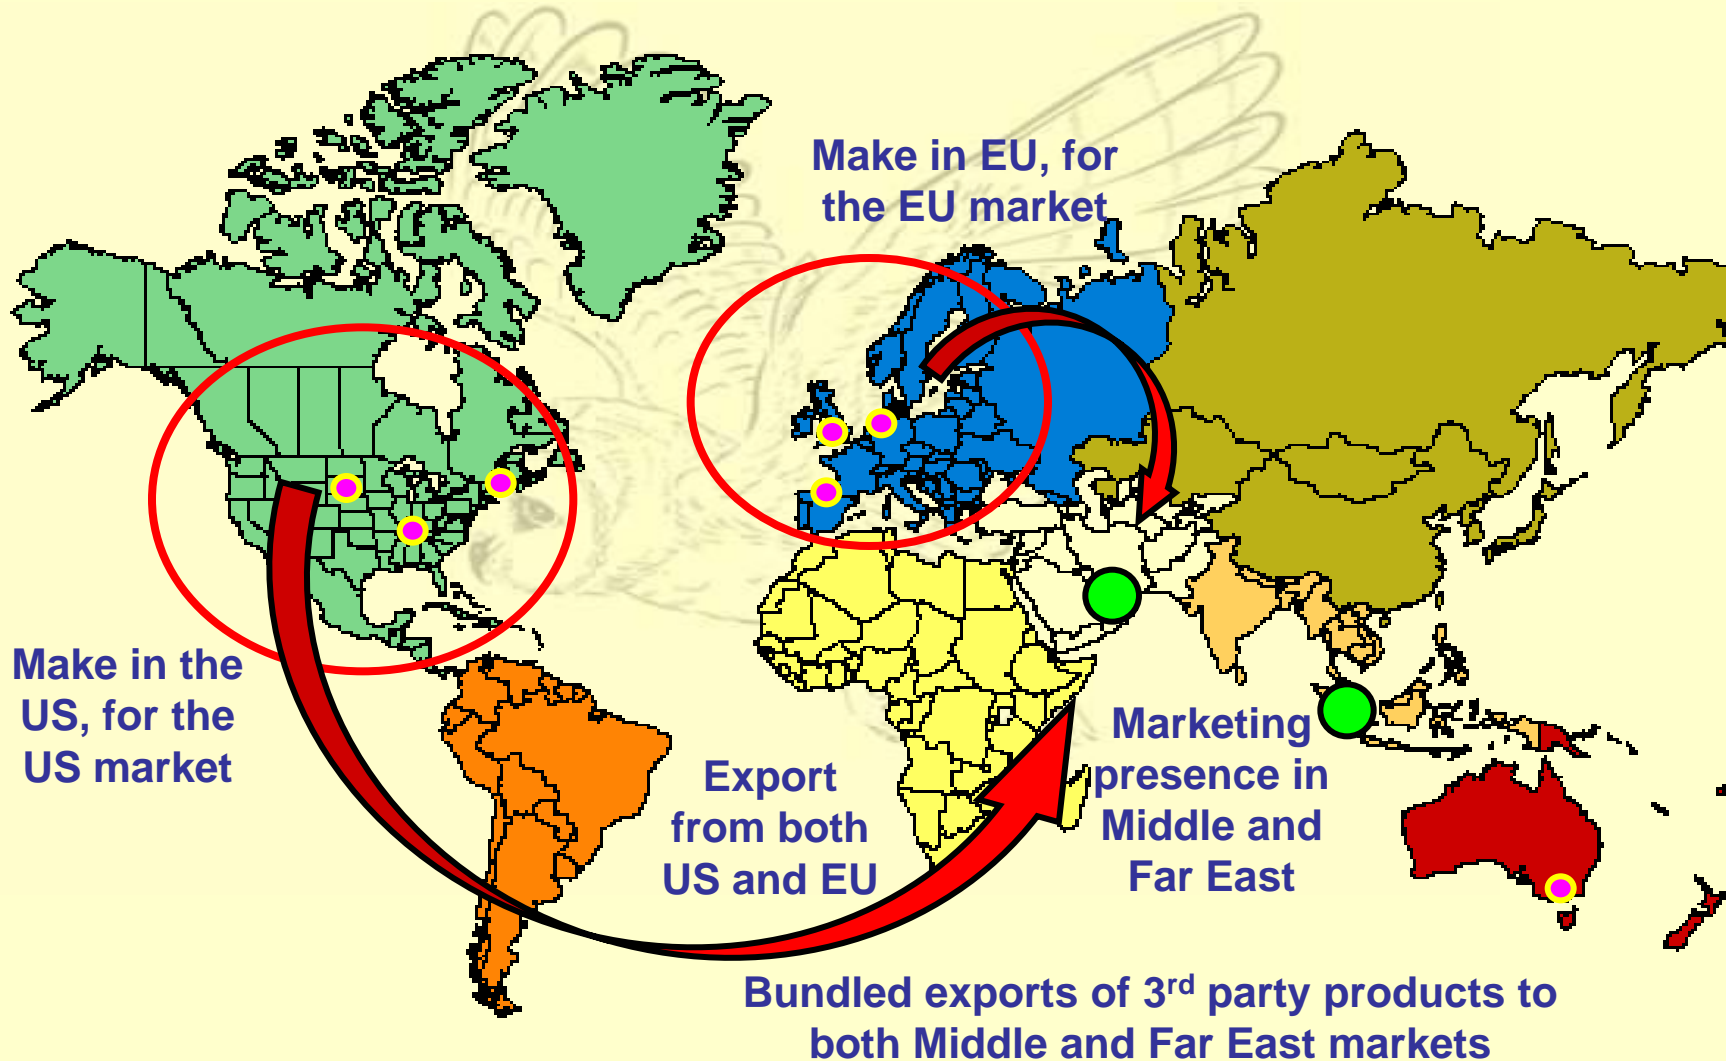 Make in EU, for
the EU market
Make in the
US, for the
US market
Export
from both
US and EU
Marketing
presence in
Middle and
Far East
Bundled exports of 3rd party products to
both Middle and Far East markets